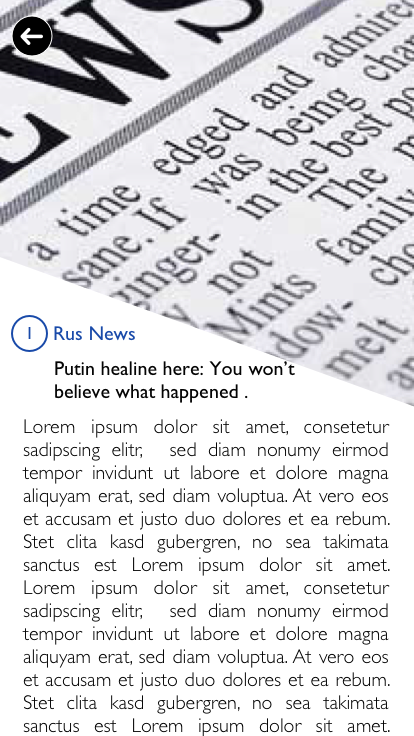 EWS
a time edged and admired
sane. If was being
ginger- in the best
not The
Mints family
dow-
melt
1 Rus News
Putin healine here: You won't
believe what happened .
Lorem ipsum dolor sit amet, consetetur
sadipscing elitr, sed diam nonumy eirmod
tempor invidunt ut labore et dolore magna
aliquyam erat, sed diam voluptua. At vero eos
et accusam et justo duo dolores et ea rebum.
Stet clita kasd gubergren, no sea takimata
sanctus est Lorem ipsum dolor sit amet.
Lorem ipsum dolor sit amet, consetetur
sadipscing elitr, sed diam nonumy eirmod
tempor invidunt ut labore et dolore magna
aliquyam erat, sed diam voluptua. At vero eos
et accusam et justo duo dolores et ea rebum.
Stet clita kasd gubergren, no sea takimata
sanctus est Lorem ipsum dolor sit amet.